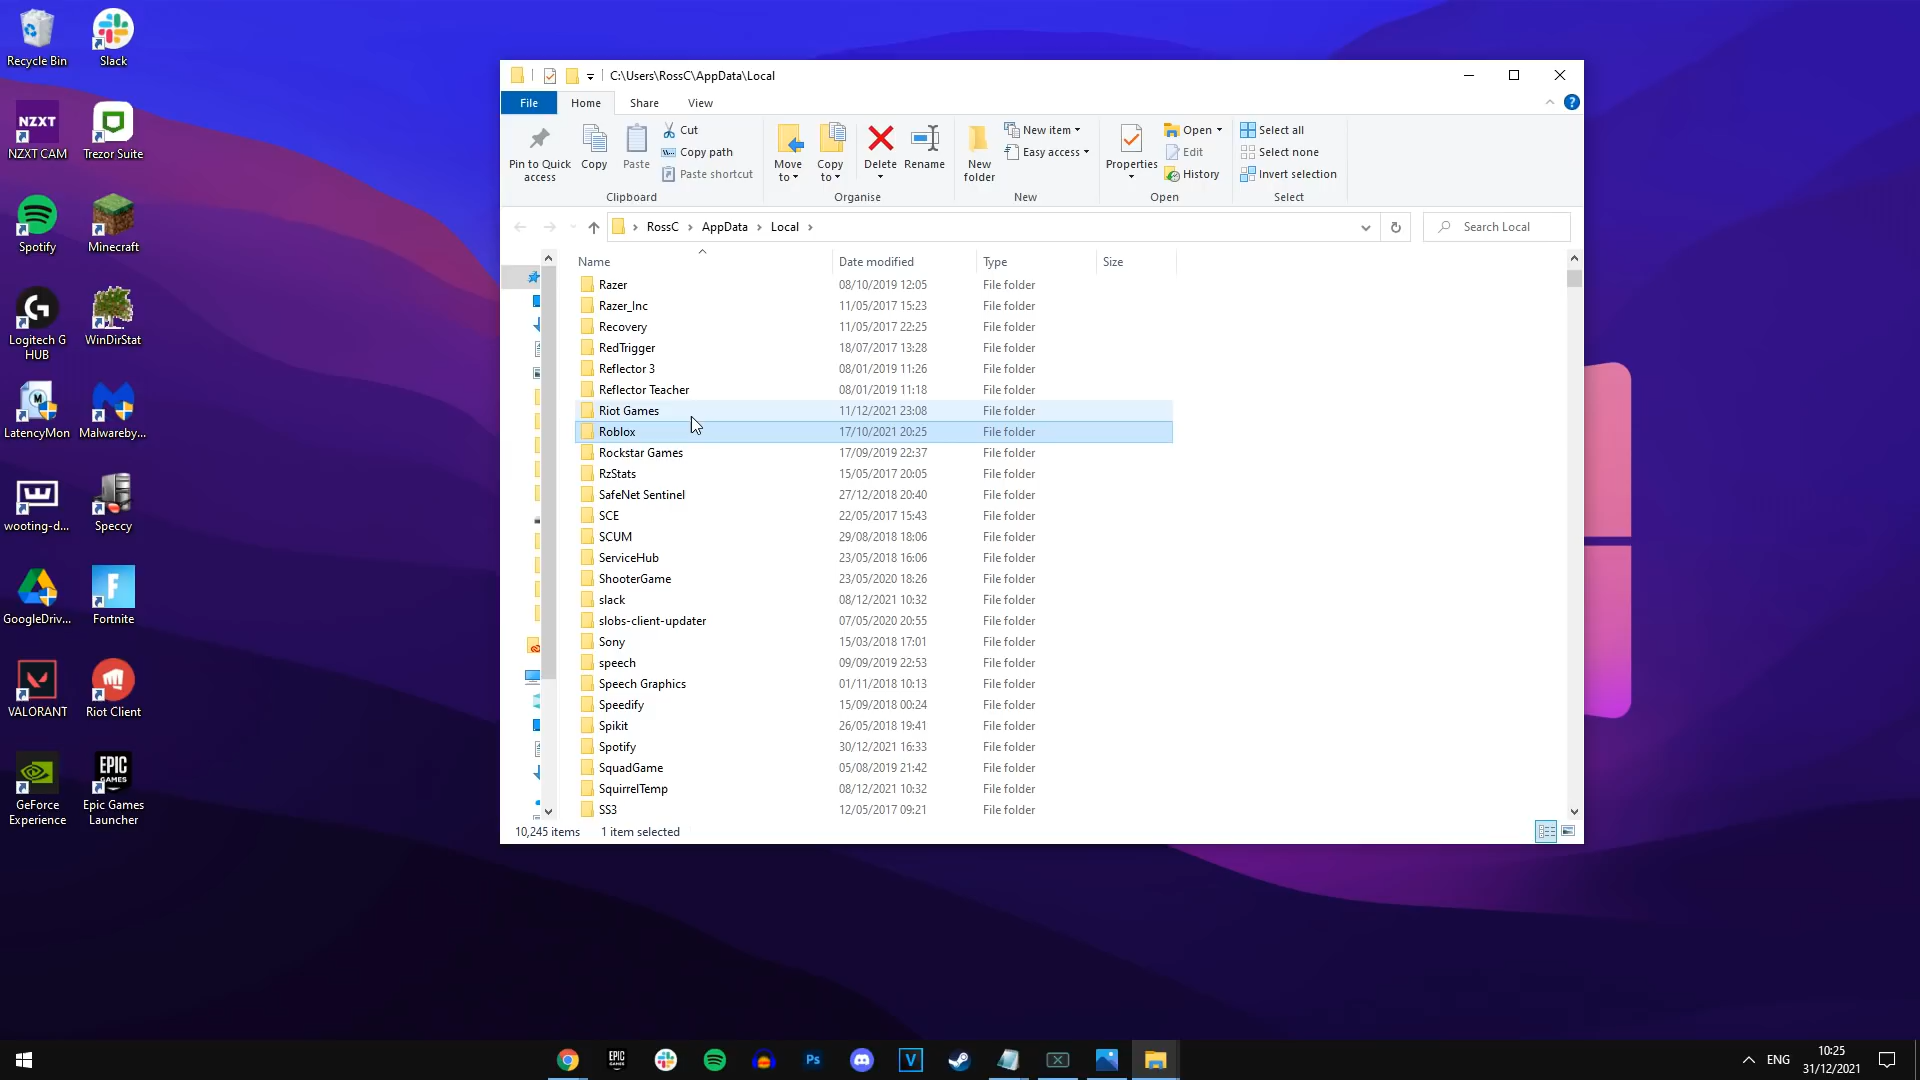 Recycle Bin
Slack
NZXT
NZXT CAM
Trezor Suite
Spotify
Minecraft
Logitech G
HUB
WinDirStat
LatencyMon
Malwareby...
wooting-d...
Speccy
GoogleDriv...
Fortnite
VALORANT
Riot Client
EPIC
GAMES
GeForce
Experience
Epic Games
Launcher
C:\Users\RossC\AppData\Local
File
Home
Share
View
Pin to Quick
access
Copy
Paste
Cut
Copy path
Paste shortcut
Clipboard
Move
to
Copy
to
Delete
Rename
Organise
New
folder
New item
Easy access
New
Properties
Open
Edit
History
Open
Select all
Select none
Invert selection
Select
RossC > AppData > Local >
Search Local
Name Date modified Type Size
Razer 08/10/2019 12:05 File folder
Razer_Inc 11/05/2017 15:23 File folder
Recovery 11/05/2017 22:25 File folder
RedTrigger 18/07/2017 13:28 File folder
Reflector 3 08/01/2019 11:26 File folder
Reflector Teacher 08/01/2019 11:18 File folder
Riot Games 11/12/2021 23:08 File folder
Roblox 17/10/2021 20:25 File folder
Rockstar Games 17/09/2019 22:37 File folder
RzStats 15/05/2017 20:05 File folder
SafeNet Sentinel 27/12/2018 20:40 File folder
SCE 22/05/2017 15:43 File folder
SCUM 29/08/2018 18:06 File folder
ServiceHub 23/05/2018 16:06 File folder
ShooterGame 23/05/2020 18:26 File folder
slack 08/12/2021 10:32 File folder
slobs-client-updater 07/05/2020 20:55 File folder
Sony 15/03/2018 17:01 File folder
speech 09/09/2019 22:53 File folder
Speech Graphics 01/11/2018 10:13 File folder
Speedify 15/09/2018 00:24 File folder
Spikit 26/05/2018 19:41 File folder
Spotify 30/12/2021 16:33 File folder
SquadGame 05/08/2019 21:42 File folder
SquirrelTemp 08/12/2021 10:32 File folder
SS3 12/05/2017 09:21 File folder
10,245 items 1 item selected
EPIC
Ps
V
ENG
10:25
31/12/2021